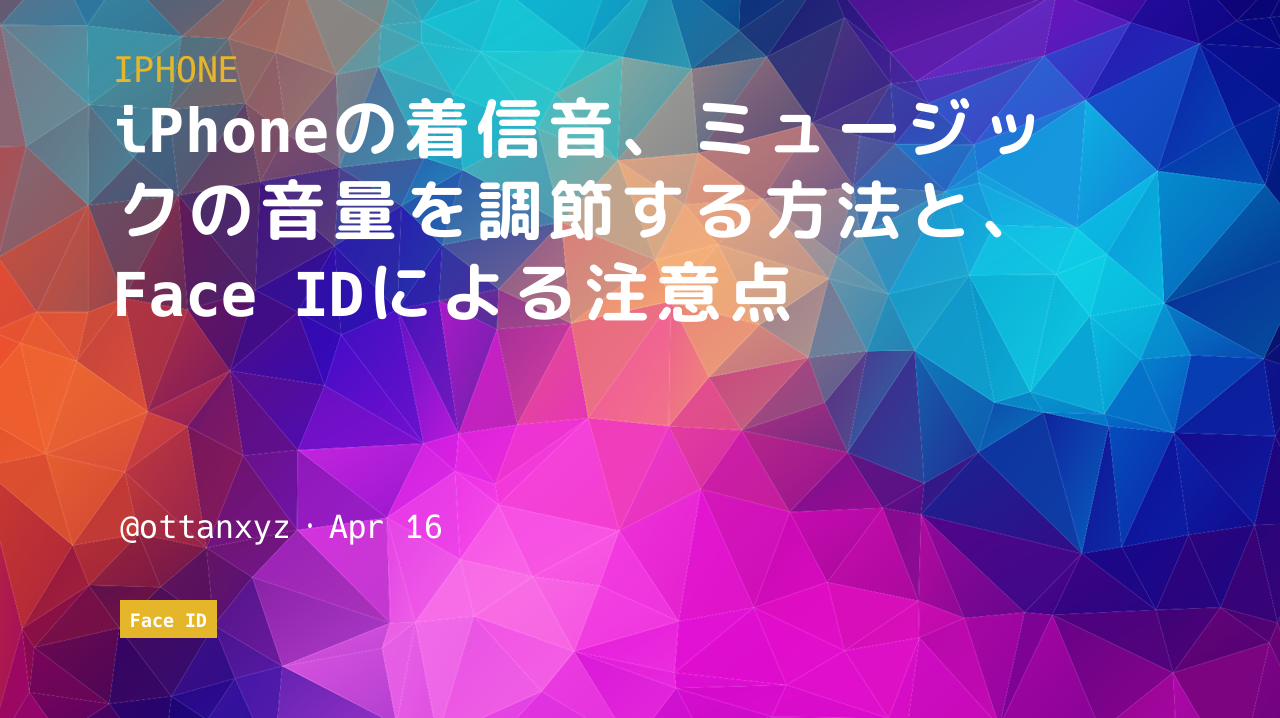 IPHONE
iPhoneの着信音、ミュージッ
クの音量を調節する方法と、
Face IDによる注意点
@ottanxyz・Apr 16
Face ID